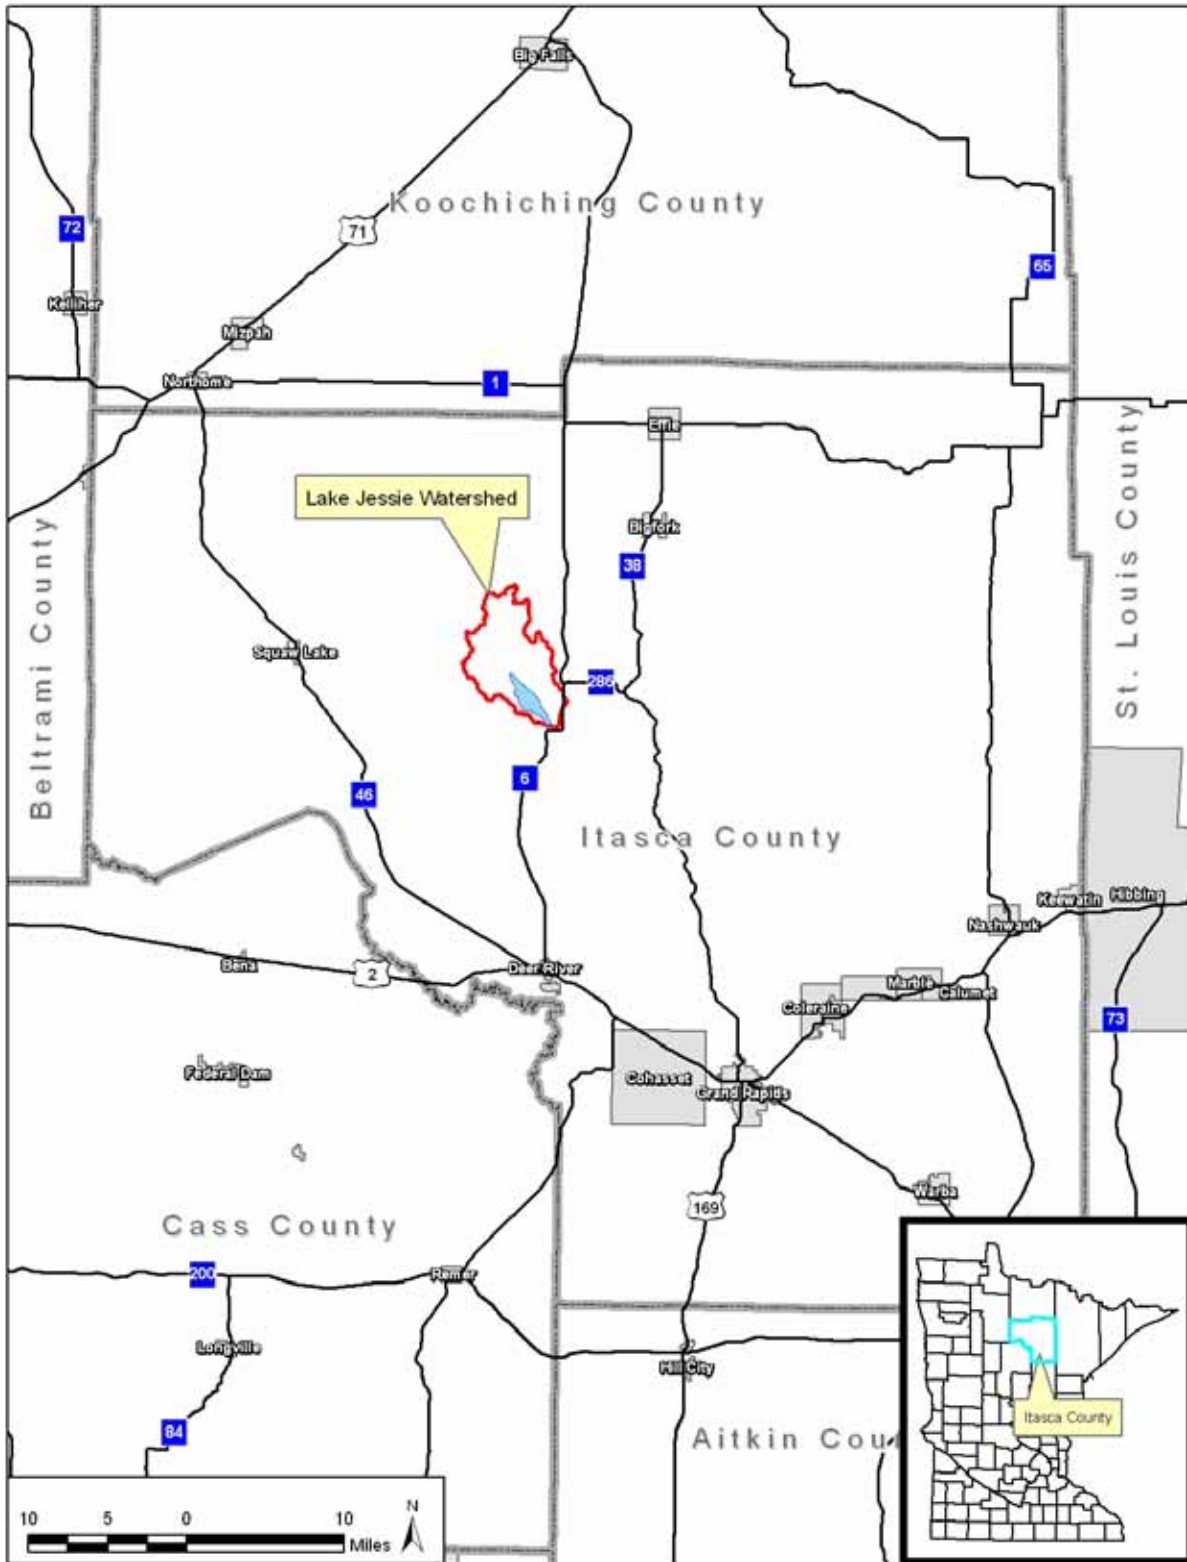 Big Falls
Koochiching County
71
72
65
Kelliher
Mizpah
Northome
1
Effie
Lake Jessie Watershed
Bigfork
38
St. Louis County
Beltrami County
Squaw Lake
286
6
46
Itasca County
Keewatin
Hibbing
Nashwauk
Bena
2
Deer River
Marble
Calumet
Coleraine
73
Federal Dam
Cohasset
Grand Rapids
Warba
169
Cass County
200
Remer
Longville
Hill City
84
Aitkin Cou
Itasca County
10 5 0 10
Miles
N